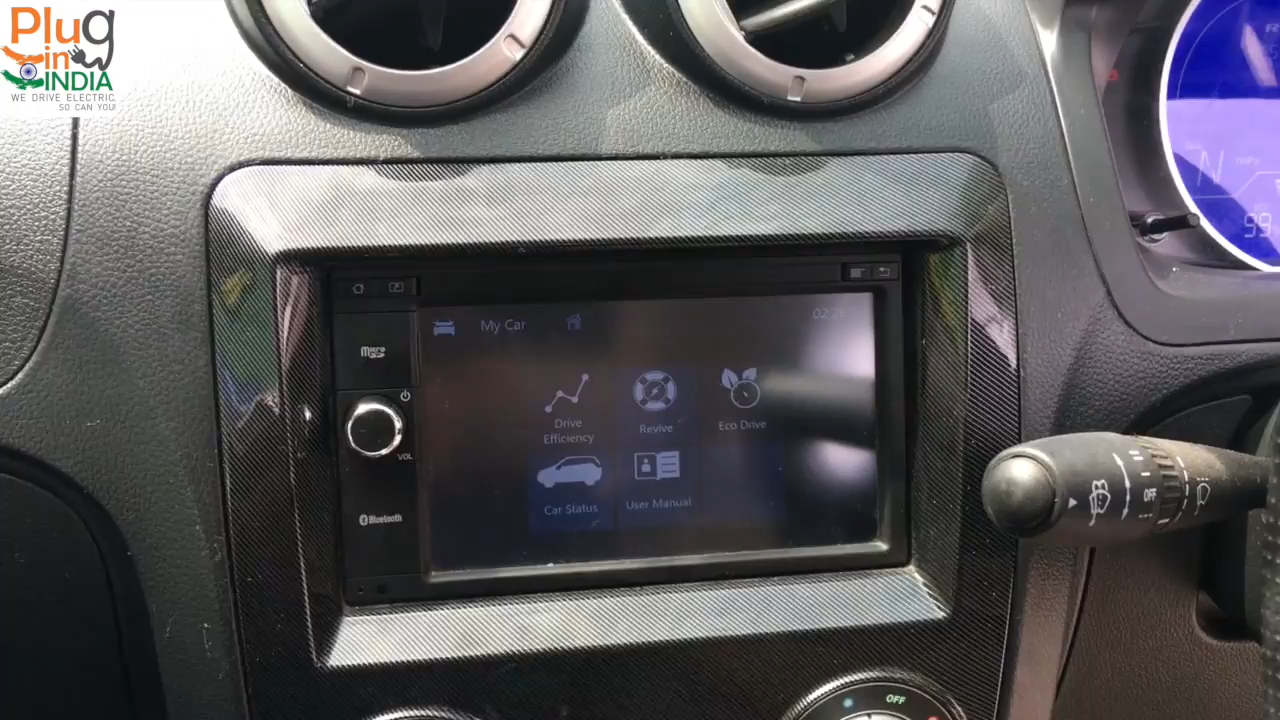 Plug
in
INDIA
WE DRIVE ELECTRIC
SO CAN YOU!
My Car
micro
VOL
Bluetooth
Drive
Efficiency
Revive
Eco Drive
Car Status
User Manual
N
99
OFF
OFF